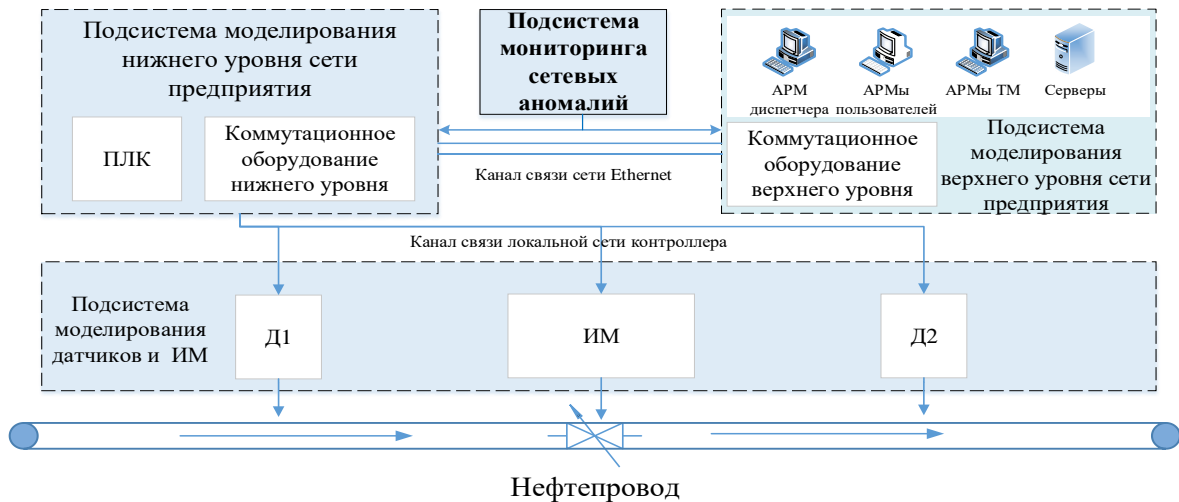 Подсистема моделирования
нижнего уровня сети
предприятия
ПЛК
Коммутационное
оборудование
нижнего уровня
Подсистема
мониторинга
сетевых
аномалий
Канал связи сети Ethernet
АРМ
диспетчера
АРМы
пользователей
АРМы ТМ
Серверы
Коммутационное
оборудование
верхнего уровня
Подсистема
моделирования
верхнего уровня сети
предприятия
Канал связи локальной сети контроллера
Подсистема
моделирования
датчиков и ИМ
Д1
ИМ
Д2
Нефтепровод